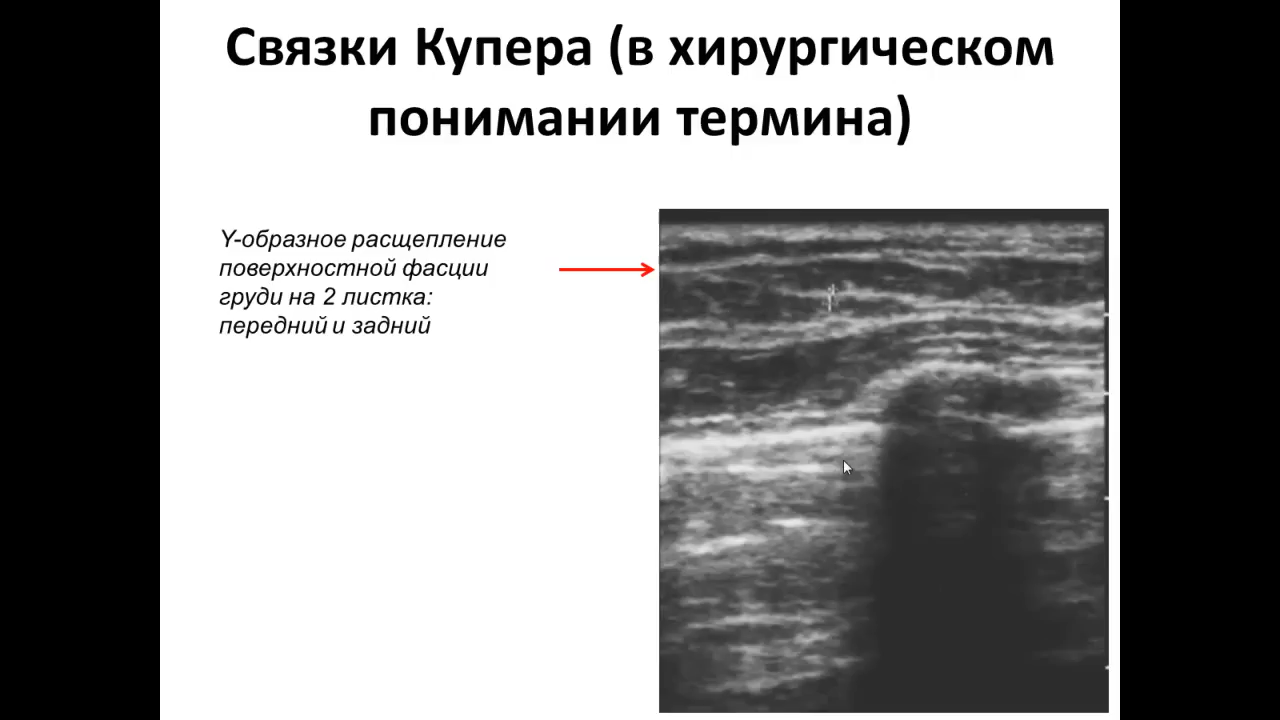 Связки Купера (в хирургическом
понимании термина)
Y-образное расщепление
поверхностной фасции
груди на 2 листка:
передний и задний